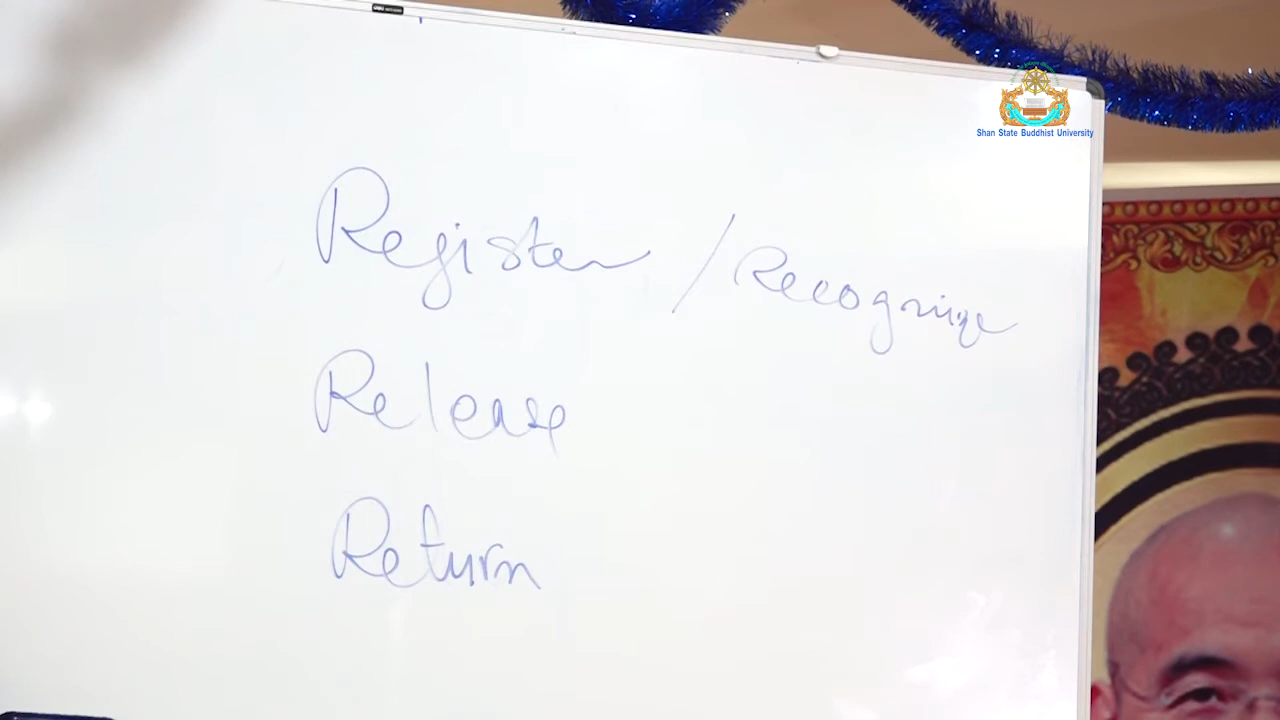 Shan State Buddhist University
Register / Recognize
Release
Return